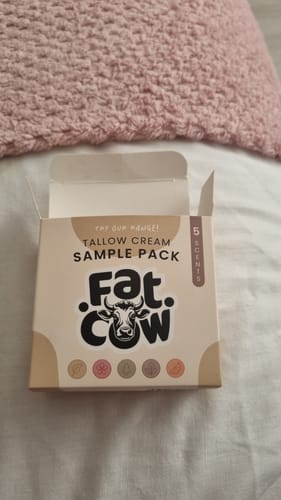 TRY OUR RANGE!
TALLOW CREAM
SAMPLE PACK
5 SCENTS
Fat.
.COW